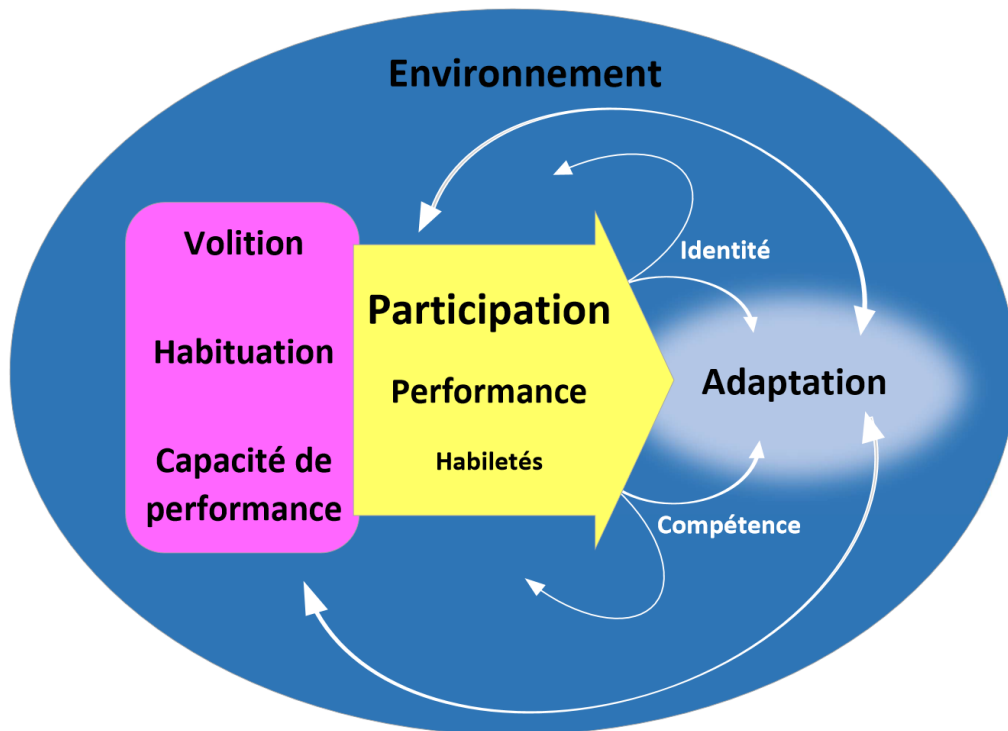 Environnement
Volition
Habituation
Capacité de
performance
Participation
Performance
Habiletés
Identité
Compétence
Adaptation